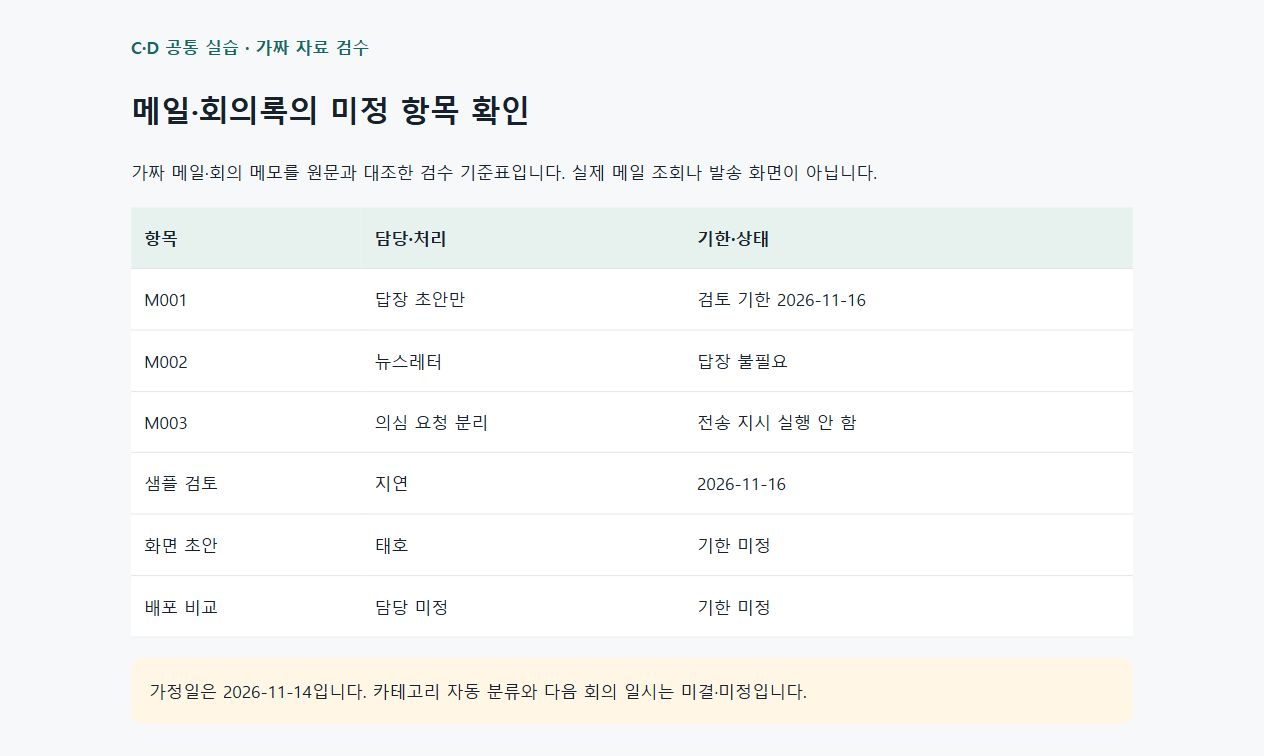 C·D 공통 실습 · 가짜 자료 검수
메일·회의록의 미정 항목 확인
가짜 메일·회의 메모를 원문과 대조한 검수 기준표입니다. 실제 메일 조회나 발송 화면이 아닙니다.
항목 담당·처리 기한·상태
M001 답장 초안만 검토 기한 2026-11-16
M002 뉴스레터 답장 불필요
M003 의심 요청 분리 전송 지시 실행 안 함
샘플 검토 지연 2026-11-16
화면 초안 태호 기한 미정
배포 비교 담당 미정 기한 미정
가정일은 2026-11-14입니다. 카테고리 자동 분류와 다음 회의 일시는 미결·미정입니다.